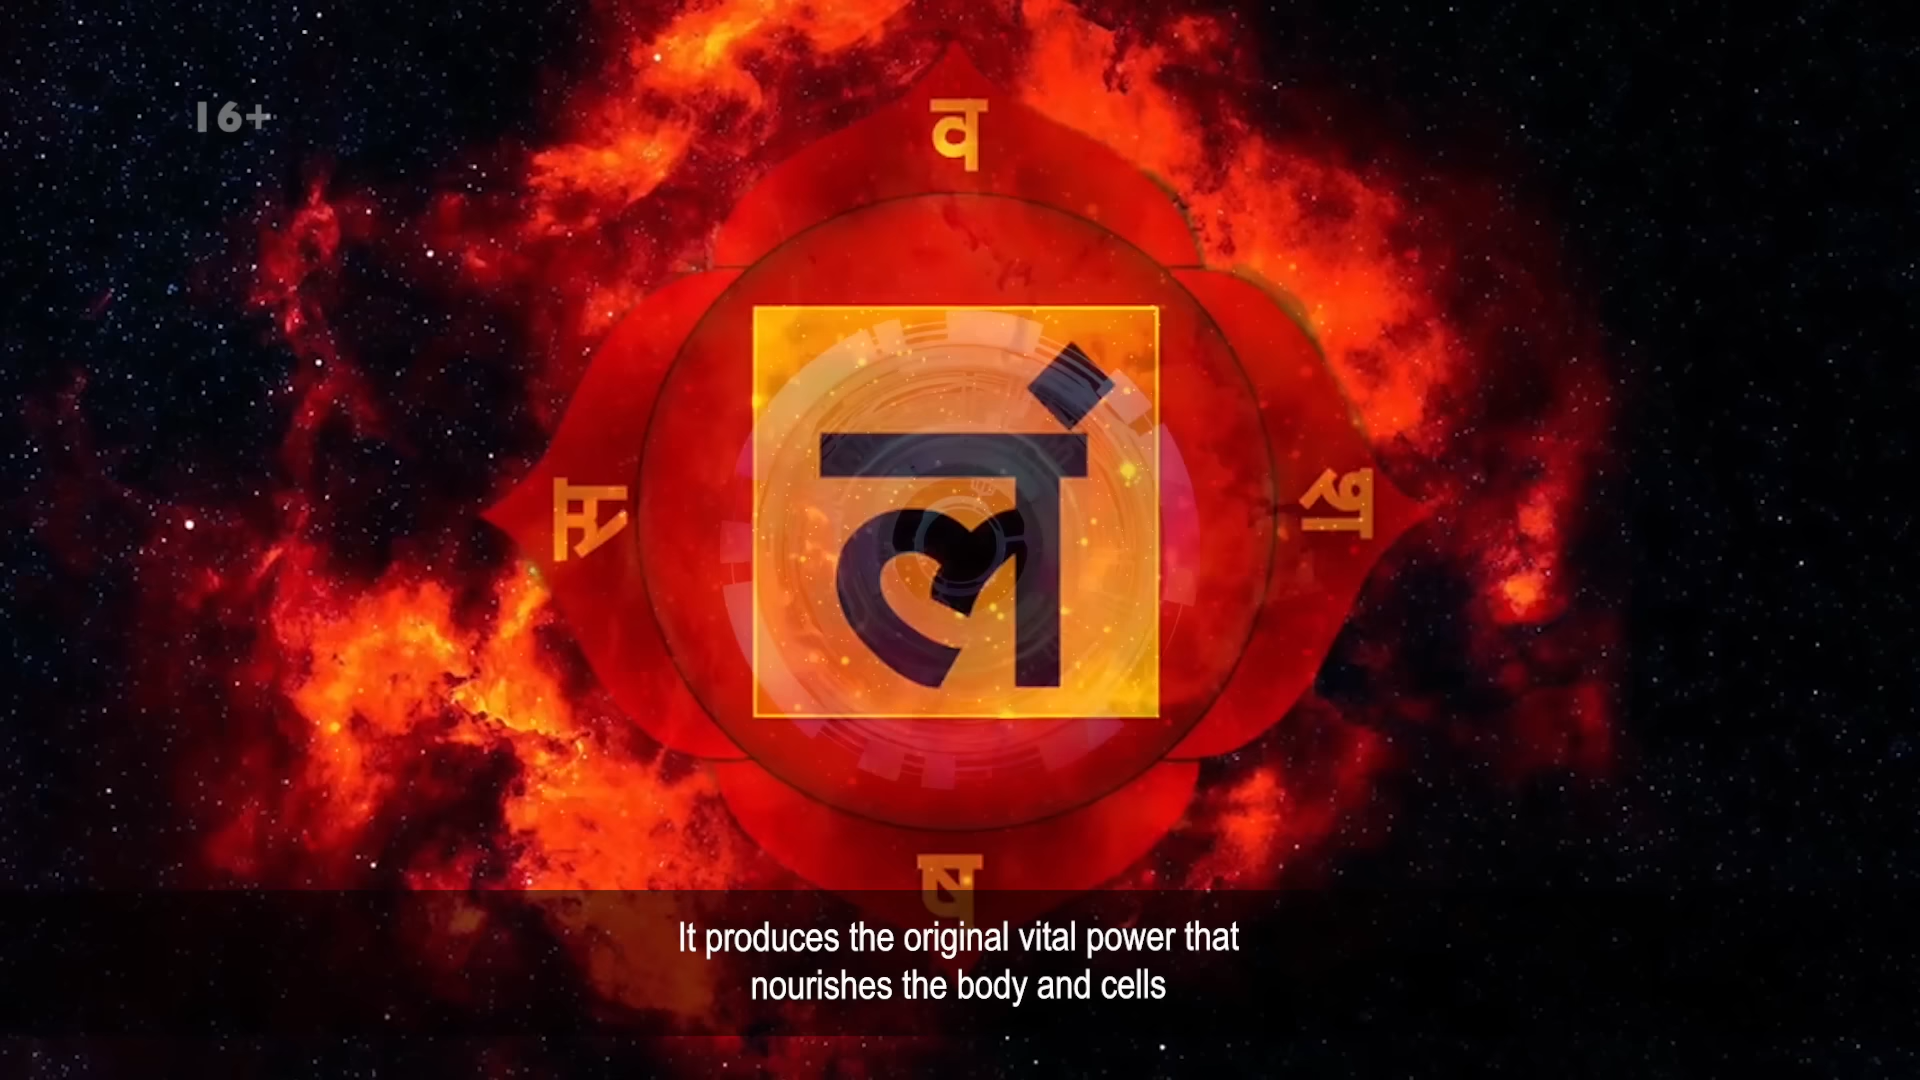 16+
व
स
श
लं
ष
It produces the original vital power that
nourishes the body and cells